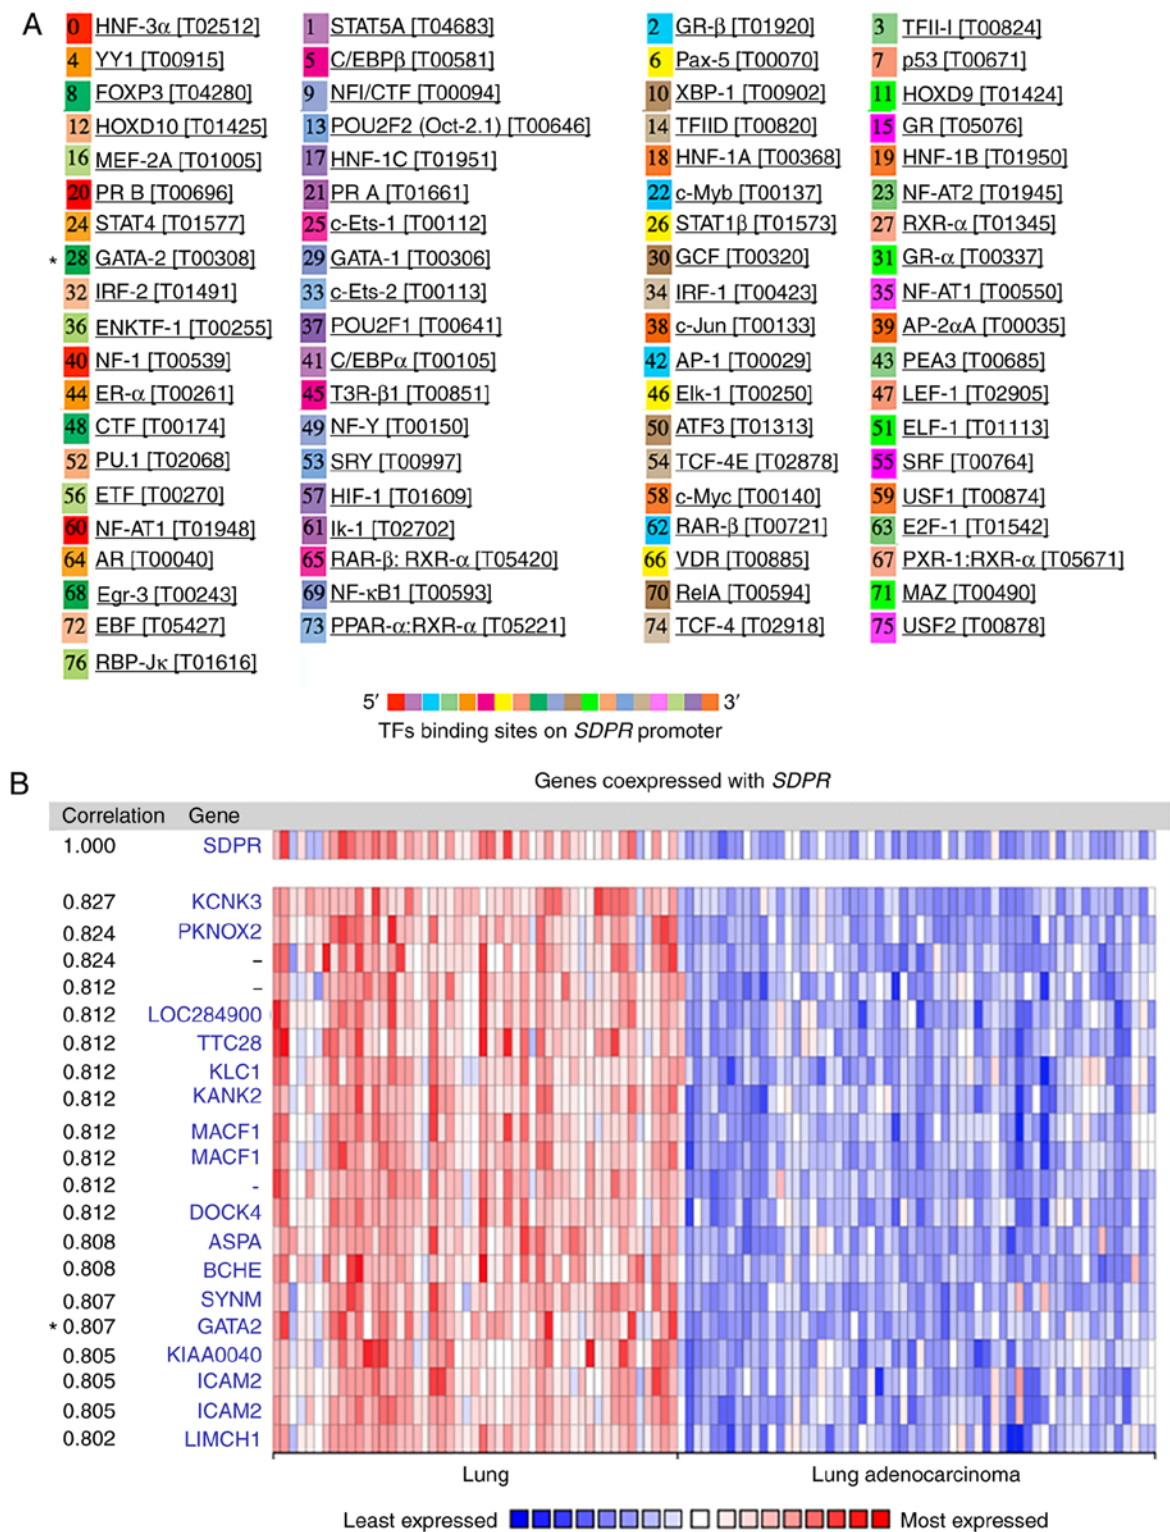 A
0 HNF-3α [T02512] 1 STAT5A [T04683] 2 GR-β [T01920] 3 TFII-I [T00824]
4 YY1 [T00915] 5 C/EBPβ [T00581] 6 Pax-5 [T00070] 7 p53 [T00671]
8 FOXP3 [T04280] 9 NFI/CTF [T00094] 10 XBP-1 [T00902] 11 HOXD9 [T01424]
12 HOXD10 [T01425] 13 POU2F2 (Oct-2.1) [T00646] 14 TFIID [T00820] 15 GR [T05076]
16 MEF-2A [T01005] 17 HNF-1C [T01951] 18 HNF-1A [T00368] 19 HNF-1B [T01950]
20 PR B [T00696] 21 PR A [T01661] 22 c-Myb [T00137] 23 NF-AT2 [T01945]
24 STAT4 [T01577] 25 c-Ets-1 [T00112] 26 STAT1β [T01573] 27 RXR-α [T01345]
* 28 GATA-2 [T00308] 29 GATA-1 [T00306] 30 GCF [T00320] 31 GR-α [T00337]
32 IRF-2 [T01491] 33 c-Ets-2 [T00113] 34 IRF-1 [T00423] 35 NF-AT1 [T00550]
36 ENKTF-1 [T00255] 37 POU2F1 [T00641] 38 c-Jun [T00133] 39 AP-2αA [T00035]
40 NF-1 [T00539] 41 C/EBPα [T00105] 42 AP-1 [T00029] 43 PEA3 [T00685]
44 ER-α [T00261] 45 T3R-β1 [T00851] 46 Elk-1 [T00250] 47 LEF-1 [T02905]
48 CTF [T00174] 49 NF-Y [T00150] 50 ATF3 [T01313] 51 ELF-1 [T01113]
52 PU.1 [T02068] 53 SRY [T00997] 54 TCF-4E [T02878] 55 SRF [T00764]
56 ETF [T00270] 57 HIF-1 [T01609] 58 c-Myc [T00140] 59 USF1 [T00874]
60 NF-AT1 [T01948] 61 Ik-1 [T02702] 62 RAR-β [T00721] 63 E2F-1 [T01542]
64 AR [T00040] 65 RAR-β: RXR-α [T05420] 66 VDR [T00885] 67 PXR-1:RXR-α [T05671]
68 Egr-3 [T00243] 69 NF-κB1 [T00593] 70 RelA [T00594] 71 MAZ [T00490]
72 EBF [T05427] 73 PPAR-α:RXR-α [T05221] 74 TCF-4 [T02918] 75 USF2 [T00878]
76 RBP-Jκ [T01616]
5′ 3′
TFs binding sites on SDPR promoter
B
Genes coexpressed with SDPR
Correlation Gene
1.000 SDPR
0.827 KCNK3
0.824 PKNOX2
0.824 –
0.812 –
0.812 LOC284900
0.812 TTC28
0.812 KLC1
0.812 KANK2
0.812 MACF1
0.812 MACF1
0.812 -
0.812 DOCK4
0.808 ASPA
0.808 BCHE
0.807 SYNM
* 0.807 GATA2
0.805 KIAA0040
0.805 ICAM2
0.805 ICAM2
0.802 LIMCH1
Lung Lung adenocarcinoma
Least expressed Most expressed